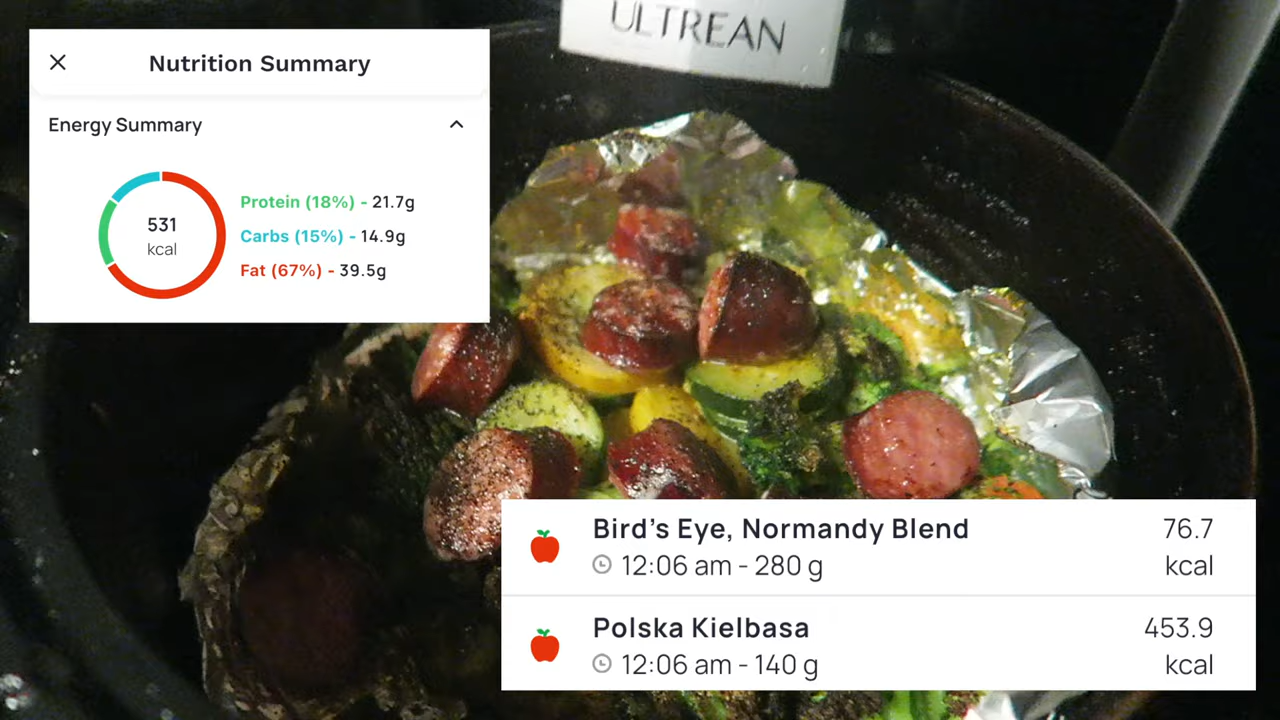 ULTREAN
Nutrition Summary
Energy Summary
531
kcal
Protein (18%) - 21.7g
Carbs (15%) - 14.9g
Fat (67%) - 39.5g
Bird's Eye, Normandy Blend
76.7
12:06 am - 280 g
kcal
Polska Kielbasa
453.9
12:06 am - 140 g
kcal